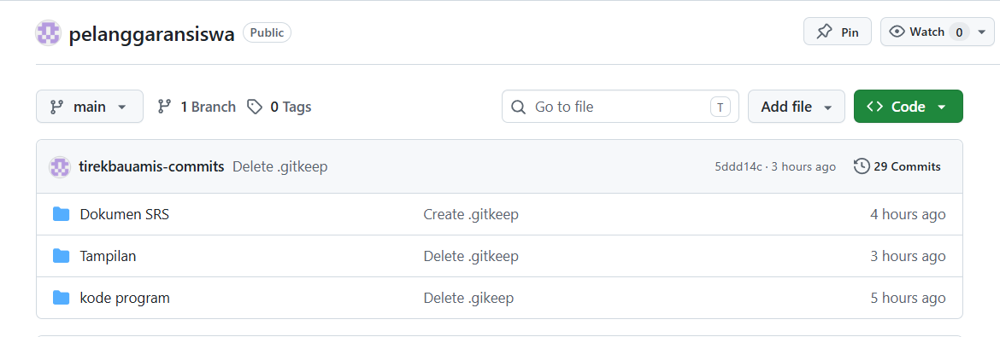 pelanggaransiswa Public Pin Watch 0
main 1 Branch 0 Tags Go to file T Add file Code
tirekbauamis-commits Delete .gitkeep 5ddd14c · 3 hours ago 29 Commits
Dokumen SRS Create .gitkeep 4 hours ago
Tampilan Delete .gitkeep 3 hours ago
kode program Delete .gikeep 5 hours ago